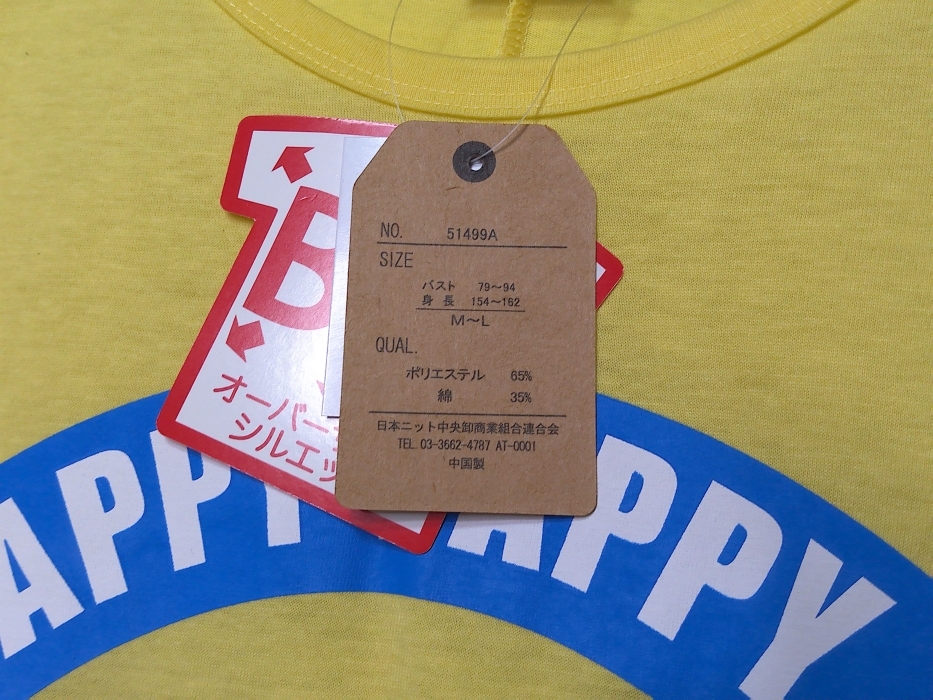 NO. 51499A
SIZE
バスト 79～94
身長 154～162
M～L
QUAL.
ポリエステル 65%
綿 35%
日本ニット中央卸商業組合連合会
TEL. 03-3662-4787 AT-0001
中国製
B
オーバー
シルエッ
APPY APPY